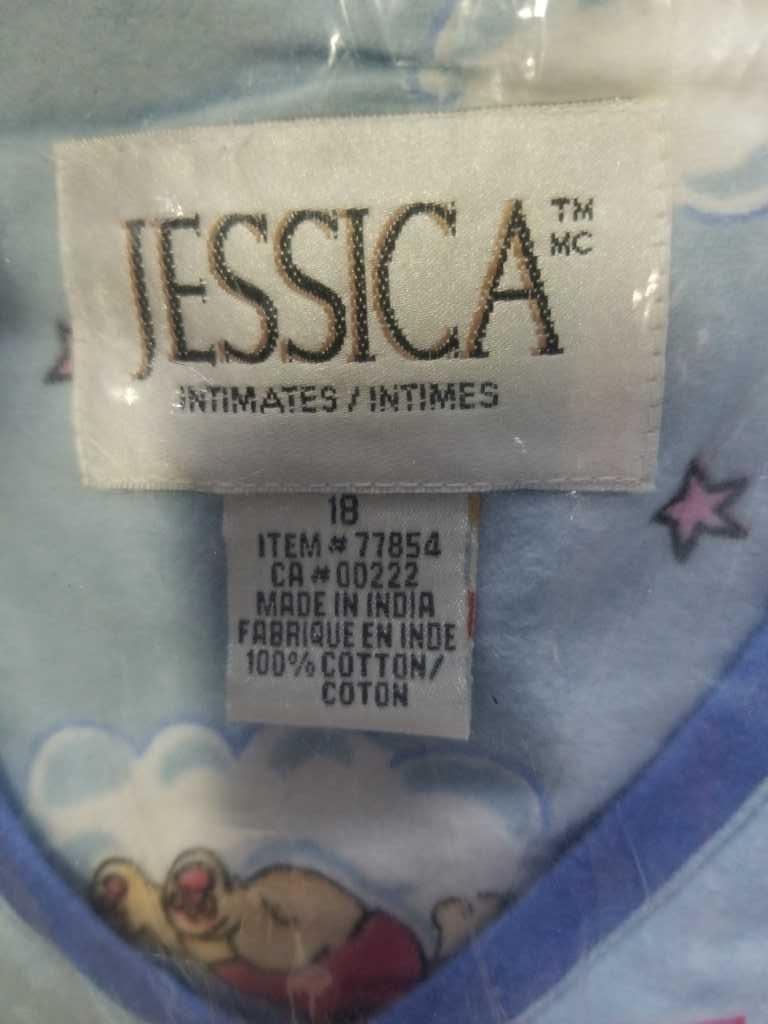 JESSICA TM
MC
INTIMATES / INTIMES
18
ITEM # 77854
CA # 00222
MADE IN INDIA
FABRIQUE EN INDE
100% COTTON/
COTON